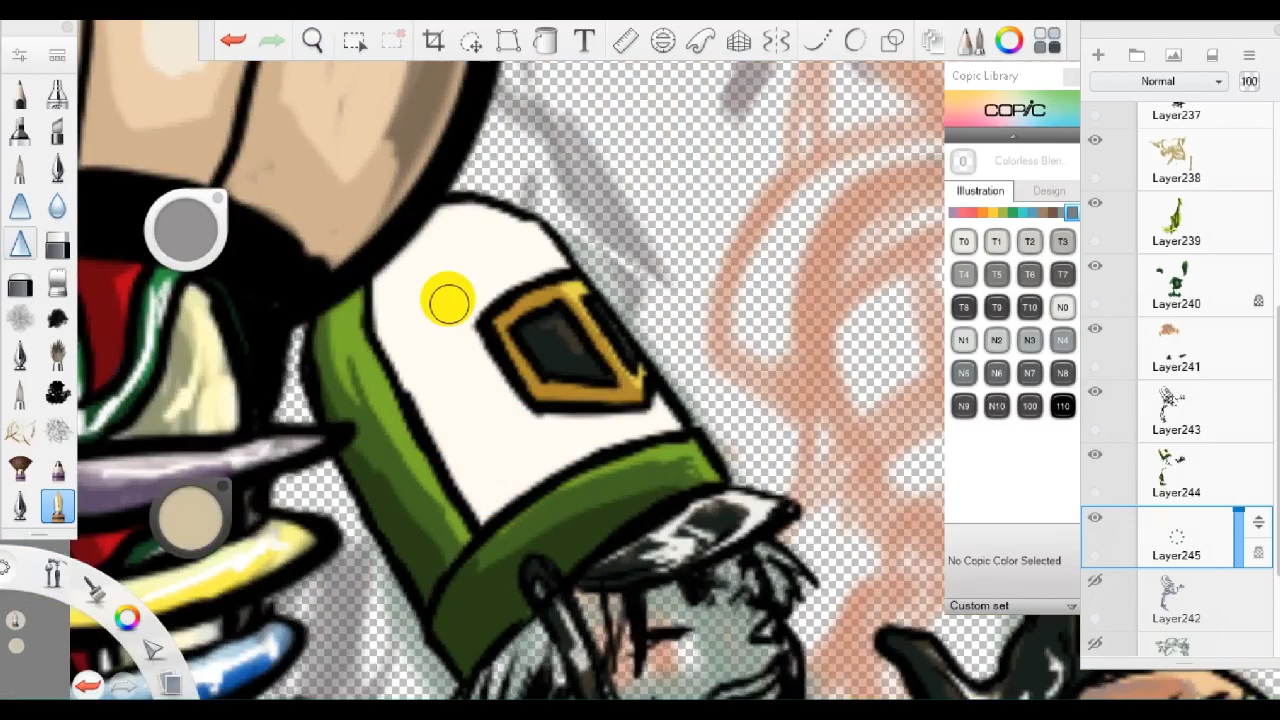 T
Copic Library
COPIC
0 Colorless Blen..
Illustration Design
T0 T1 T2 T3
T4 T5 T6 T7
T8 T9 T10 N0
N1 N2 N3 N4
N5 N6 N7 N8
N9 N10 100 110
No Copic Color Selected
Custom set
Normal 100
Layer237
Layer238
Layer239
Layer240
Layer241
Layer243
Layer244
Layer245
Layer242